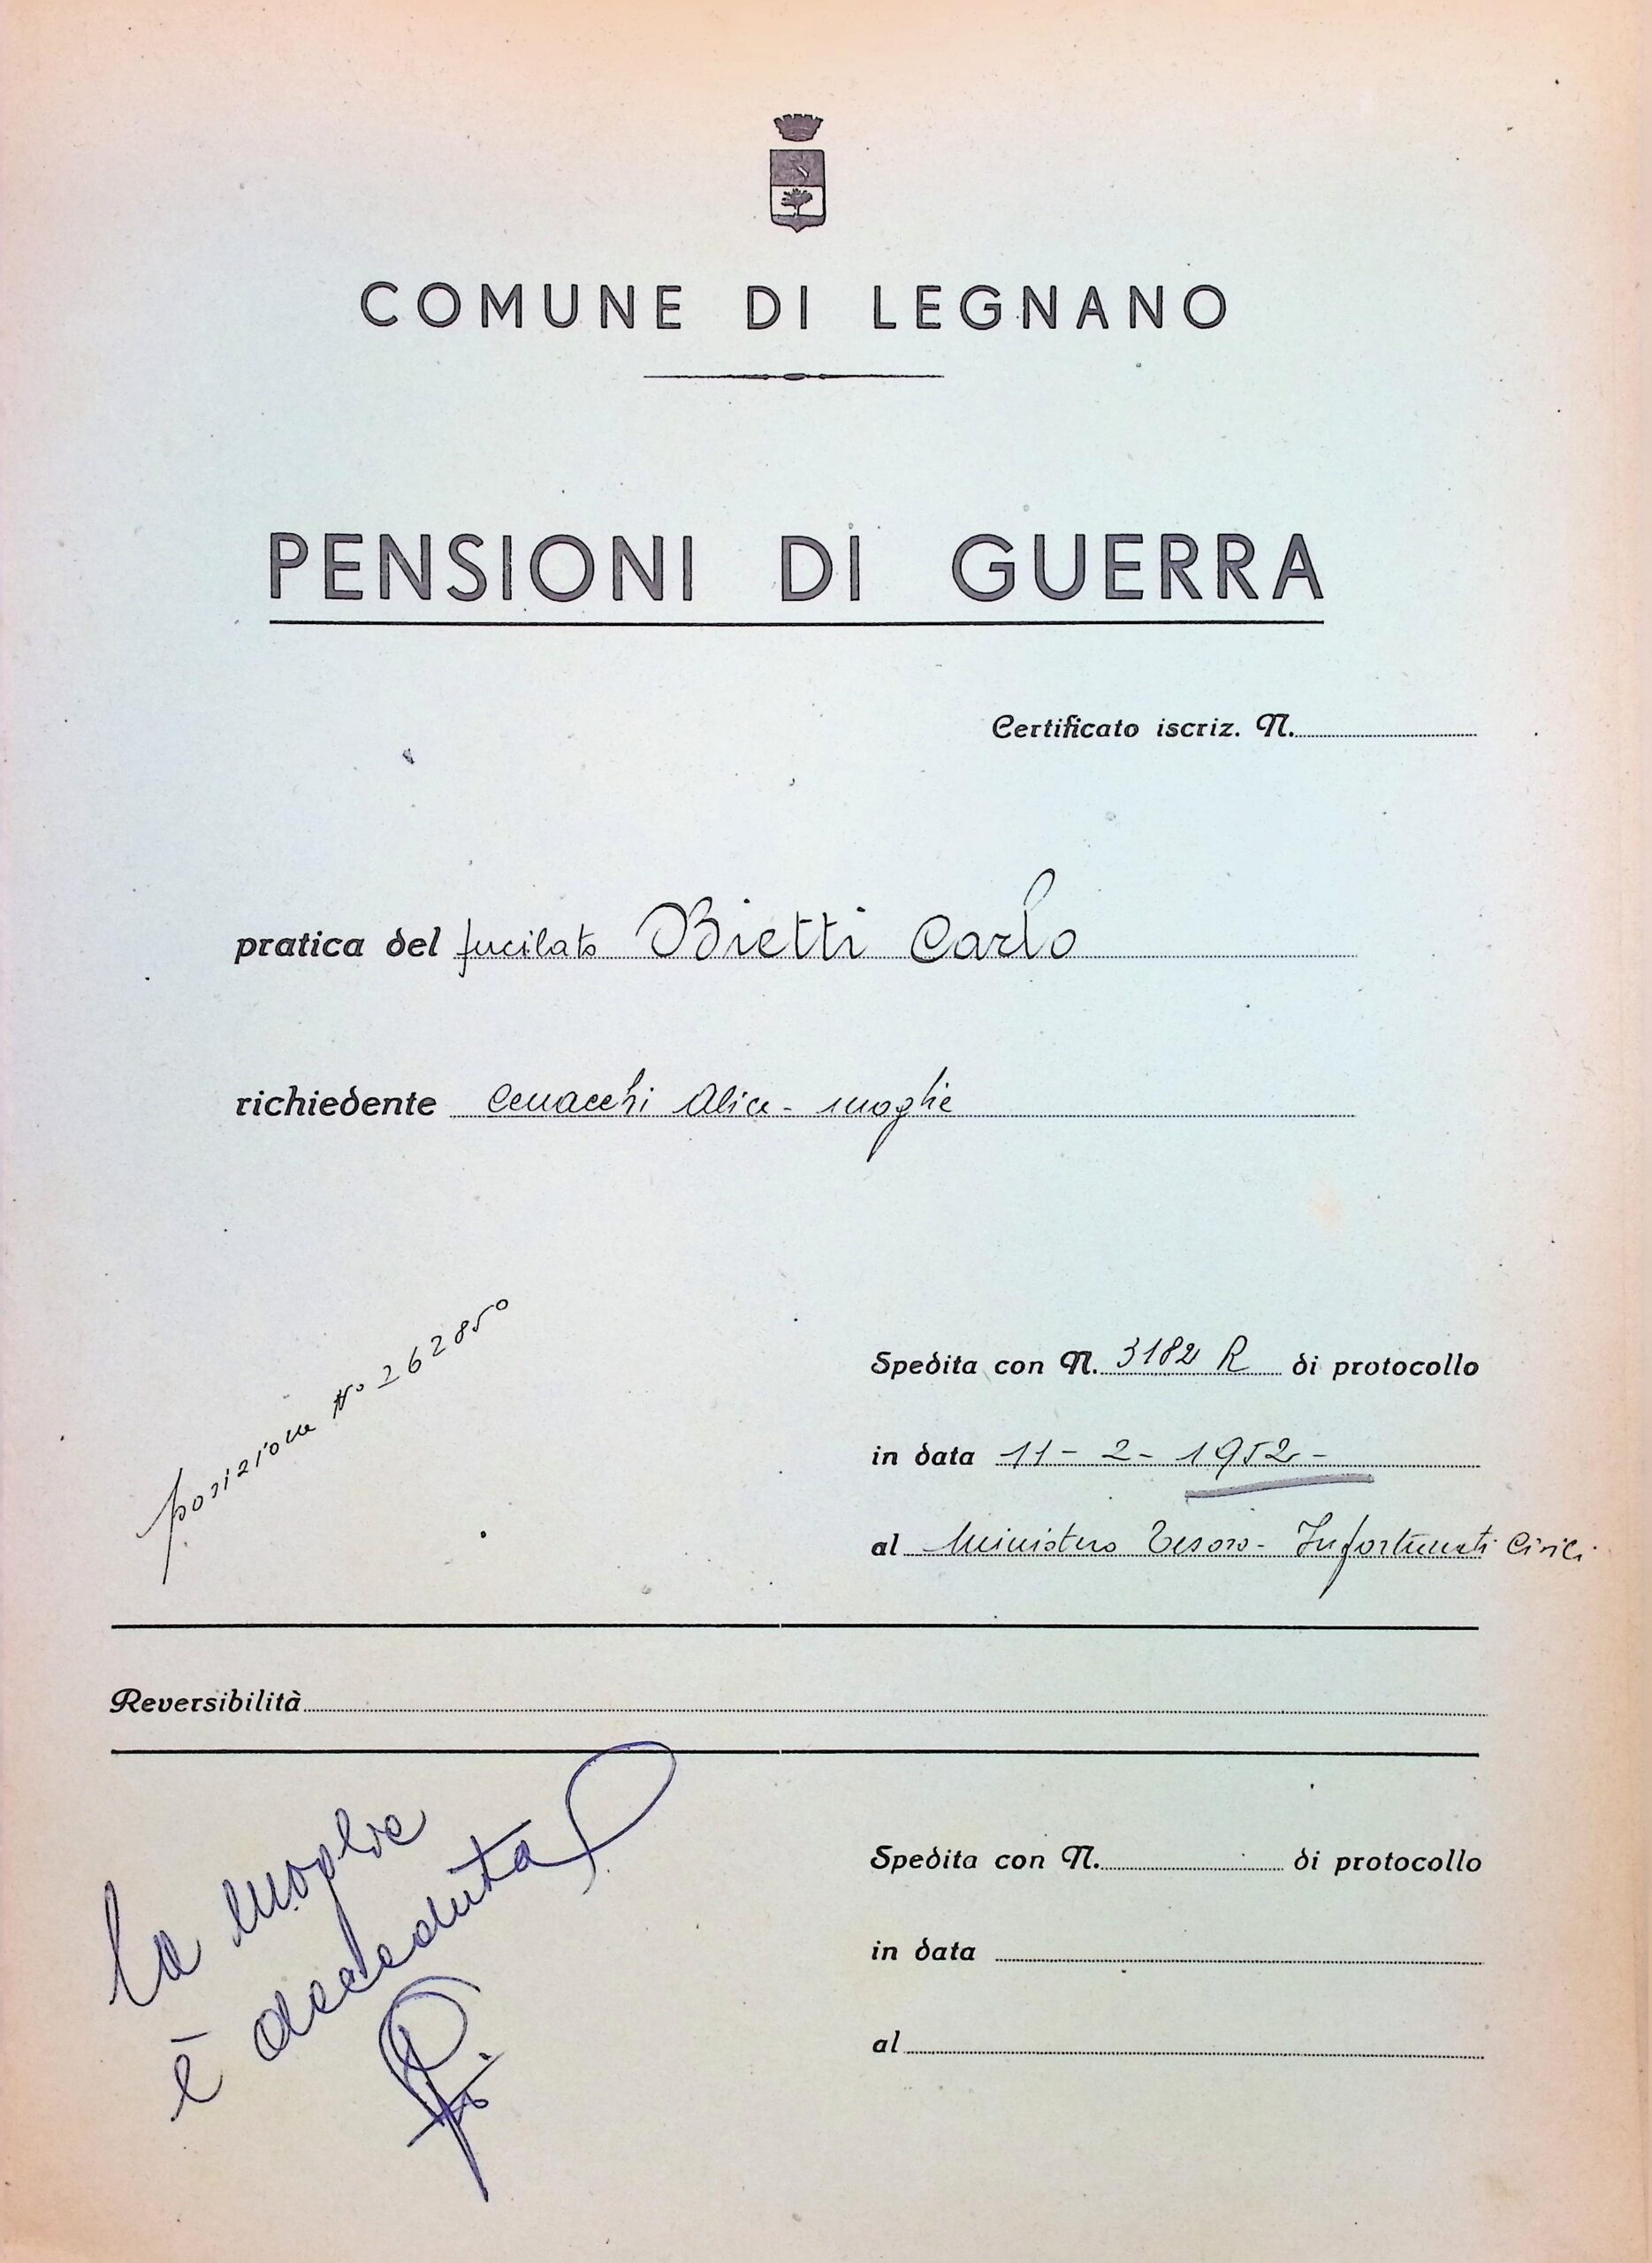 COMUNE DI LEGNANO
PENSIONI DI GUERRA
Certificato iscriz. N.
pratica del fucilato Bietti Carlo
richiedente Cenacchi Alice - moglie
posizione No 262850
Spedita con N. 3182 R di protocollo
in data 11 - 2 - 1952 -
al Ministero Tesoro - Infortunati Civili
Reversibilità
La moglie
è deceduta
Spedita con N. di protocollo
in data
al